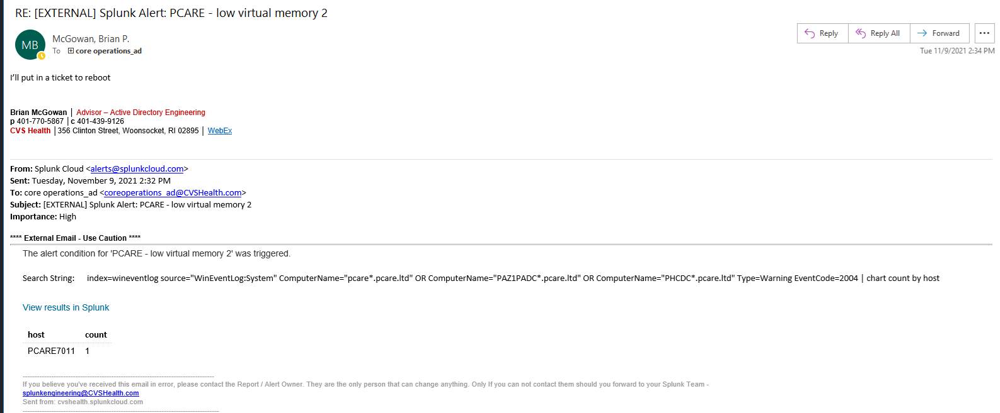 RE: [EXTERNAL] Splunk Alert: PCARE - low virtual memory 2
MB
McGowan, Brian P.
To core operations_ad
Reply
Reply All
Forward
Tue 11/9/2021 2:34 PM
I'll put in a ticket to reboot
Brian McGowan | Advisor – Active Directory Engineering
p 401-770-5867 | c 401-439-9126
CVS Health | 356 Clinton Street, Woonsocket, RI 02895 | WebEx
From: Splunk Cloud <alerts@splunkcloud.com>
Sent: Tuesday, November 9, 2021 2:32 PM
To: core operations_ad <coreoperations_ad@CVSHealth.com>
Subject: [EXTERNAL] Splunk Alert: PCARE - low virtual memory 2
Importance: High
**** External Email - Use Caution ****
The alert condition for 'PCARE - low virtual memory 2' was triggered.
Search String: index=wineventlog source="WinEventLog:System" ComputerName="pcare*.pcare.ltd" OR ComputerName="PAZ1PADC*.pcare.ltd" OR ComputerName="PHCDC*.pcare.ltd" Type=Warning EventCode=2004 | chart count by host
View results in Splunk
host count
PCARE7011 1
If you believe you've received this email in error, please contact the Report / Alert Owner. They are the only person that can change anything. Only If you can not contact them should you forward to your Splunk Team -
splunkengineering@CVSHealth.com
Sent from: cvshealth.splunkcloud.com